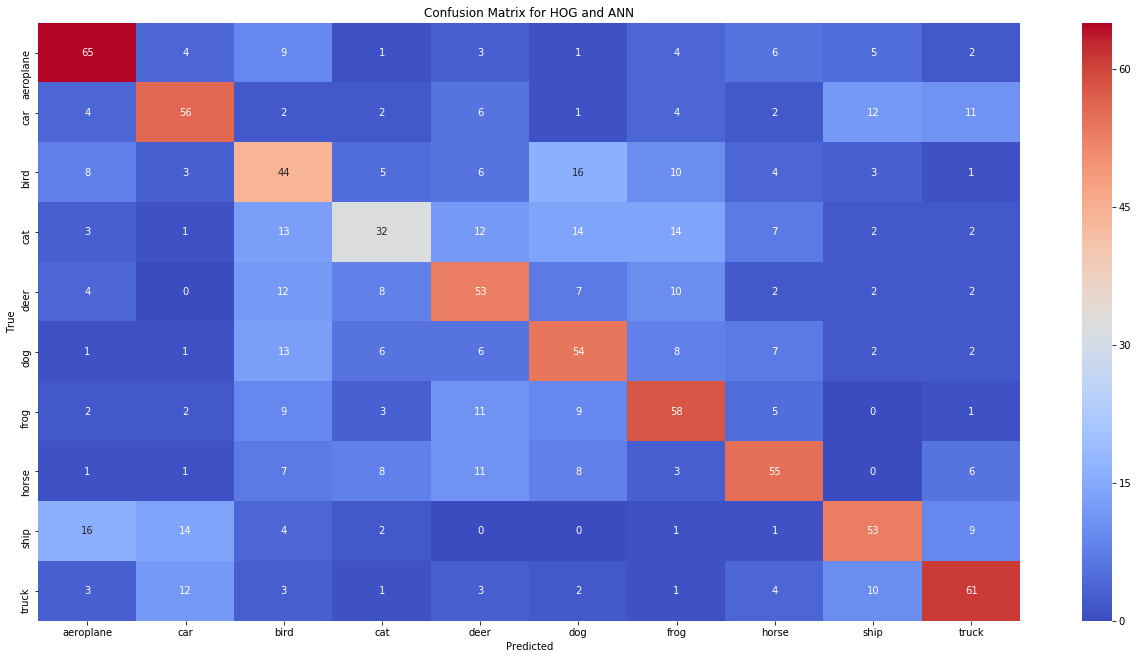 Confusion Matrix for HOG and ANN
aeroplane 65 4 9 1 3 1 4 6 5 2
car 4 56 2 2 6 1 4 2 12 11
bird 8 3 44 5 6 16 10 4 3 1
cat 3 1 13 32 12 14 14 7 2 2
deer 4 0 12 8 53 7 10 2 2 2
dog 1 1 13 6 6 54 8 7 2 2
frog 2 2 9 3 11 9 58 5 0 1
horse 1 1 7 8 11 8 3 55 0 6
ship 16 14 4 2 0 0 1 1 53 9
truck 3 12 3 1 3 2 1 4 10 61
True
aeroplane car bird cat deer dog frog horse ship truck
Predicted
60
45
30
15
0